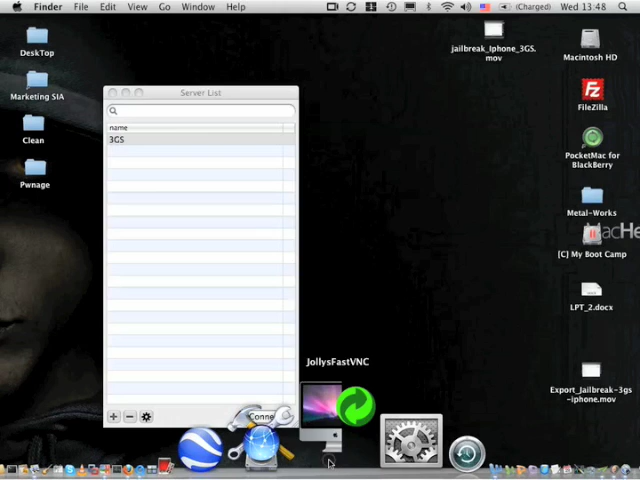 Finder File Edit View Go Window Help (Charged) Wed 13:48
DeskTop
Marketing SIA
Clean
Pwnage
Server List
name
3GS
Conne
JollysFastVNC
jailbreak_Iphone_3GS.
mov
Macintosh HD
FileZilla
PocketMac for
BlackBerry
Metal-Works
MacHe
[C] My Boot Camp
LPT_2.docx
Export_Jailbreak-3gs
-iphone.mov